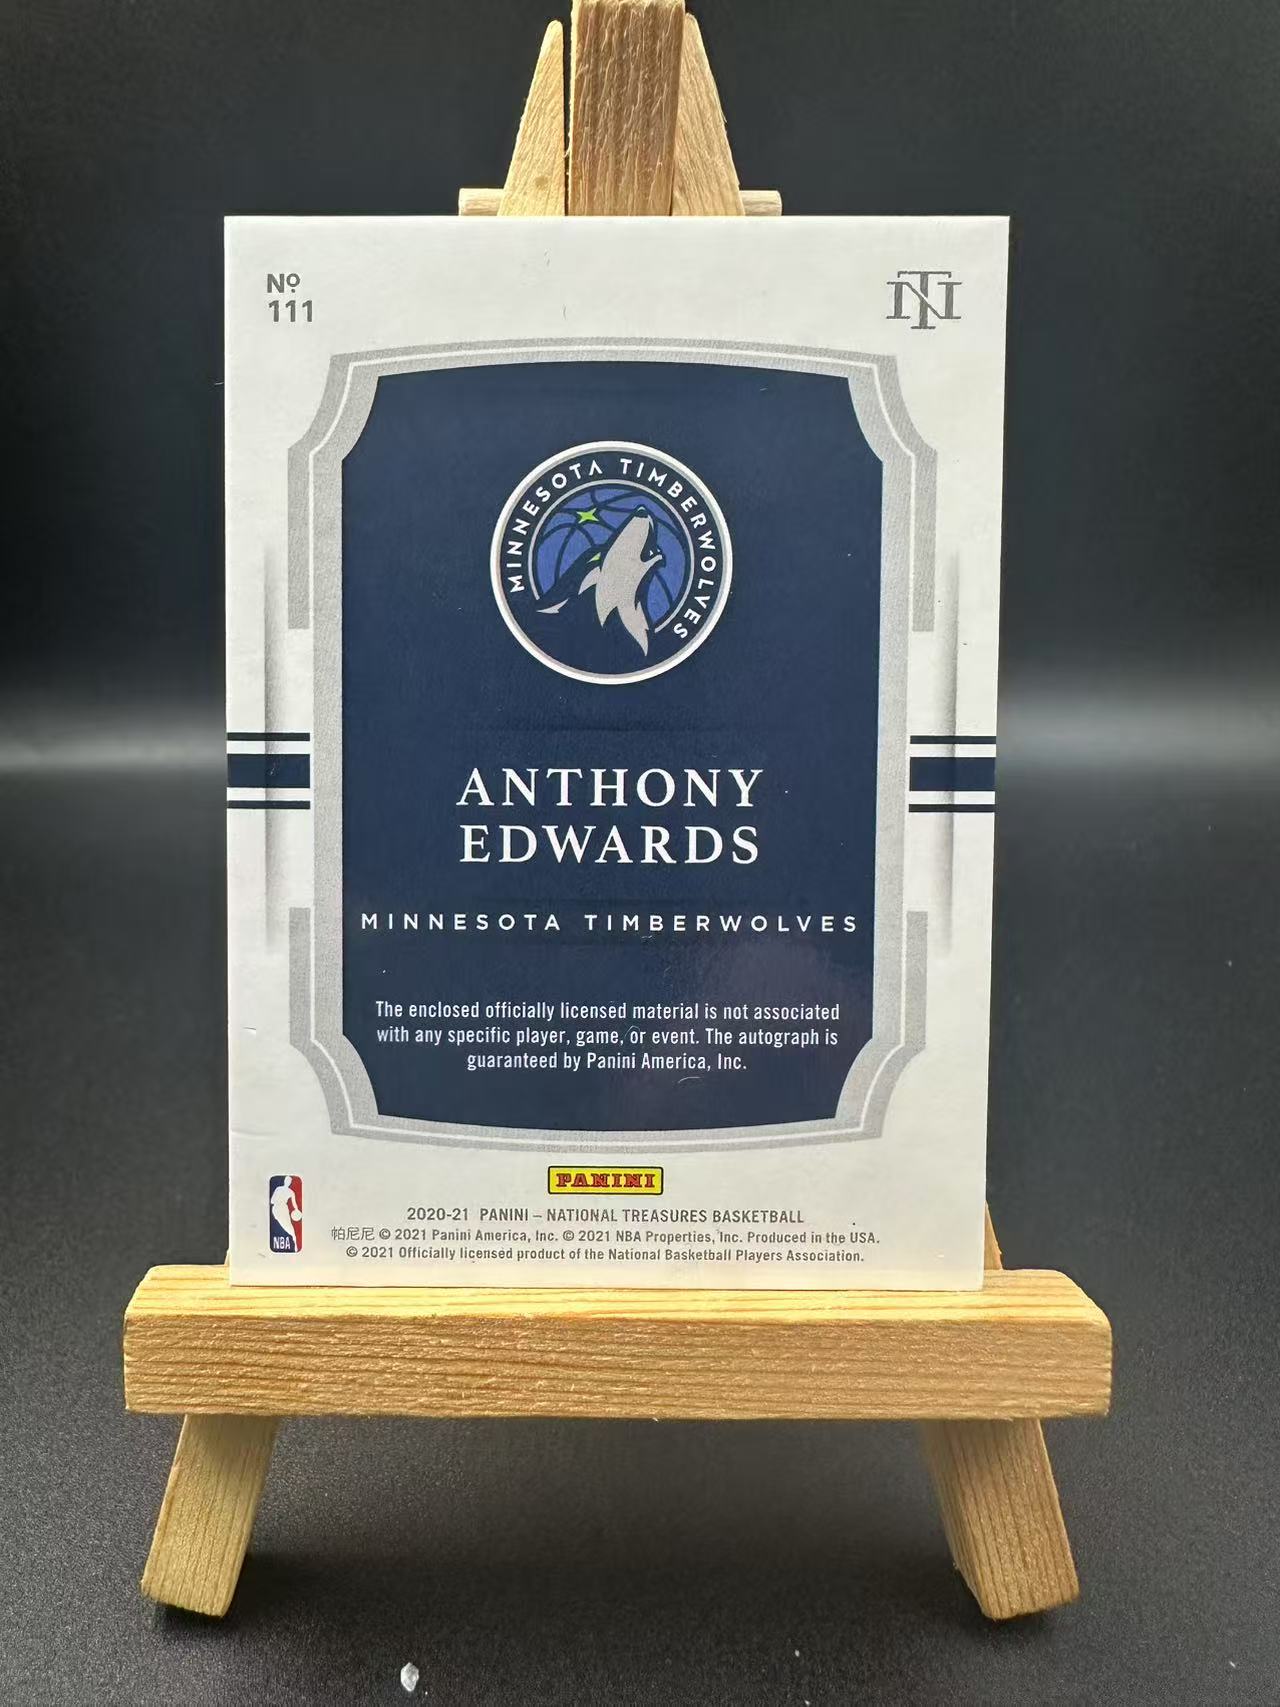 Nº
111
NT
MINNESOTA TIMBERWOLVES
ANTHONY
EDWARDS
MINNESOTA TIMBERWOLVES
The enclosed officially licensed material is not associated
with any specific player, game, or event. The autograph is
guaranteed by Panini America, Inc.
PANINI
NBA
2020-21 PANINI – NATIONAL TREASURES BASKETBALL
帕尼尼 © 2021 Panini America, Inc. © 2021 NBA Properties, Inc. Produced in the USA.
© 2021 Officially licensed product of the National Basketball Players Association.